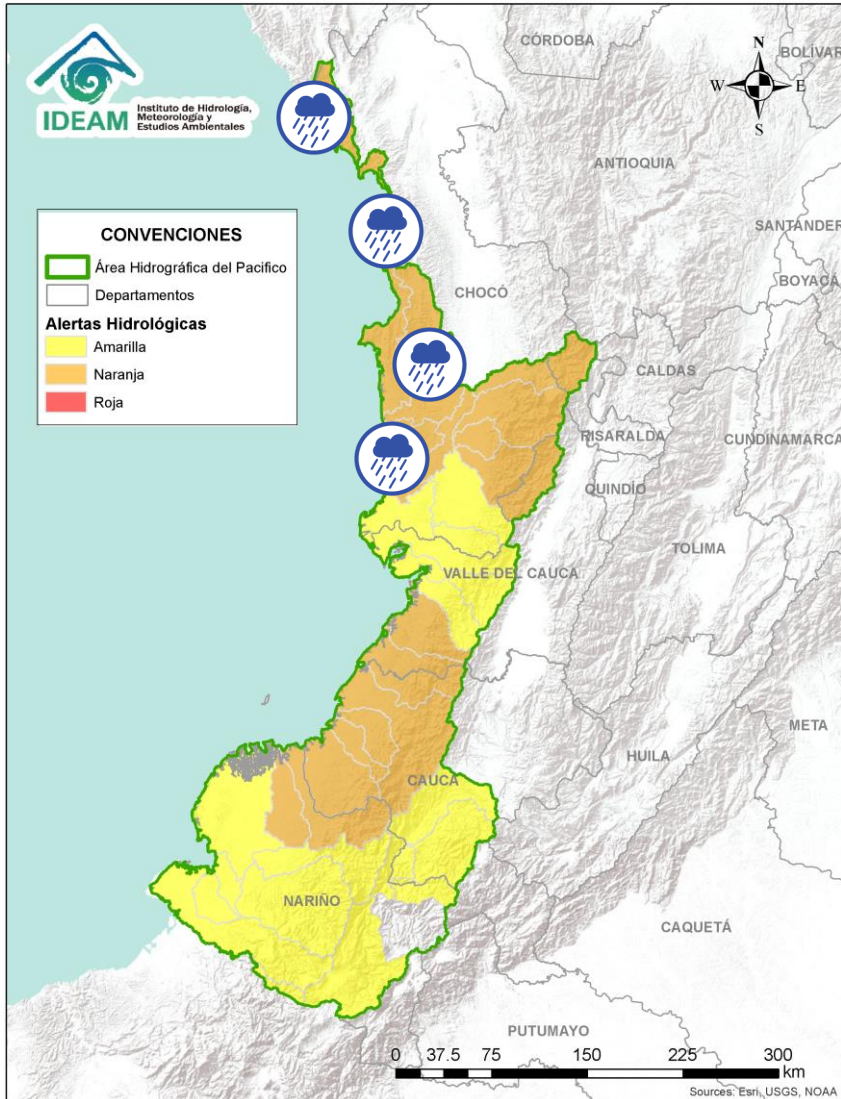 IDEAM
Instituto de Hidrología,
Meteorología y
Estudios Ambientales
CÓRDOBA
BOLÍVAR
N
W
E
S
ANTIOQUIA
SANTANDER
BOYACÁ
CONVENCIONES
Área Hidrográfica del Pacifico
Departamentos
Alertas Hidrológicas
Amarilla
Naranja
Roja
CHOCÓ
CALDAS
RISARALDA
CUNDINAMARCA
QUINDÍO
TOLIMA
VALLE DEL CAUCA
META
HUILA
CAUCA
NARIÑO
CAQUETÁ
PUTUMAYO
0 37.5 75 150 225 300
km
Sources: Esri, USGS, NOAA